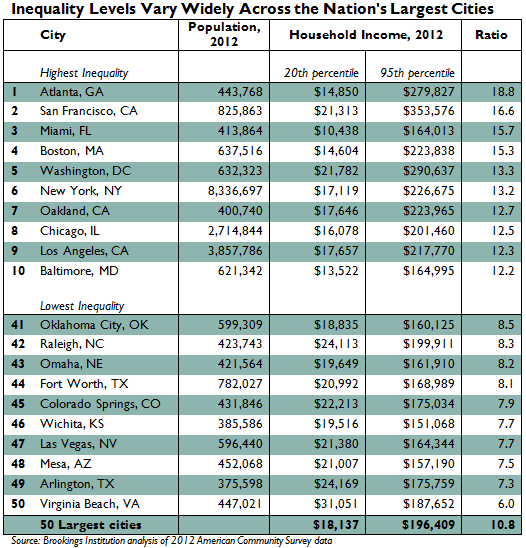 Inequality Levels Vary Widely Across the Nation's Largest Cities
City Population, 2012 Household Income, 2012 Ratio
Highest Inequality 20th percentile 95th percentile
1 Atlanta, GA 443,768 $14,850 $279,827 18.8
2 San Francisco, CA 825,863 $21,313 $353,576 16.6
3 Miami, FL 413,864 $10,438 $164,013 15.7
4 Boston, MA 637,516 $14,604 $223,838 15.3
5 Washington, DC 632,323 $21,782 $290,637 13.3
6 New York, NY 8,336,697 $17,119 $226,675 13.2
7 Oakland, CA 400,740 $17,646 $223,965 12.7
8 Chicago, IL 2,714,844 $16,078 $201,460 12.5
9 Los Angeles, CA 3,857,786 $17,657 $217,770 12.3
10 Baltimore, MD 621,342 $13,522 $164,995 12.2
Lowest Inequality
41 Oklahoma City, OK 599,309 $18,835 $160,125 8.5
42 Raleigh, NC 423,743 $24,113 $199,911 8.3
43 Omaha, NE 421,564 $19,649 $161,910 8.2
44 Fort Worth, TX 782,027 $20,992 $168,989 8.1
45 Colorado Springs, CO 431,846 $22,213 $175,034 7.9
46 Wichita, KS 385,586 $19,516 $151,068 7.7
47 Las Vegas, NV 596,440 $21,380 $164,344 7.7
48 Mesa, AZ 452,068 $21,007 $157,190 7.5
49 Arlington, TX 375,598 $24,169 $175,759 7.3
50 Virginia Beach, VA 447,021 $31,051 $187,652 6.0
50 Largest cities $18,137 $196,409 10.8
Source: Brookings Institution analysis of 2012 American Community Survey data